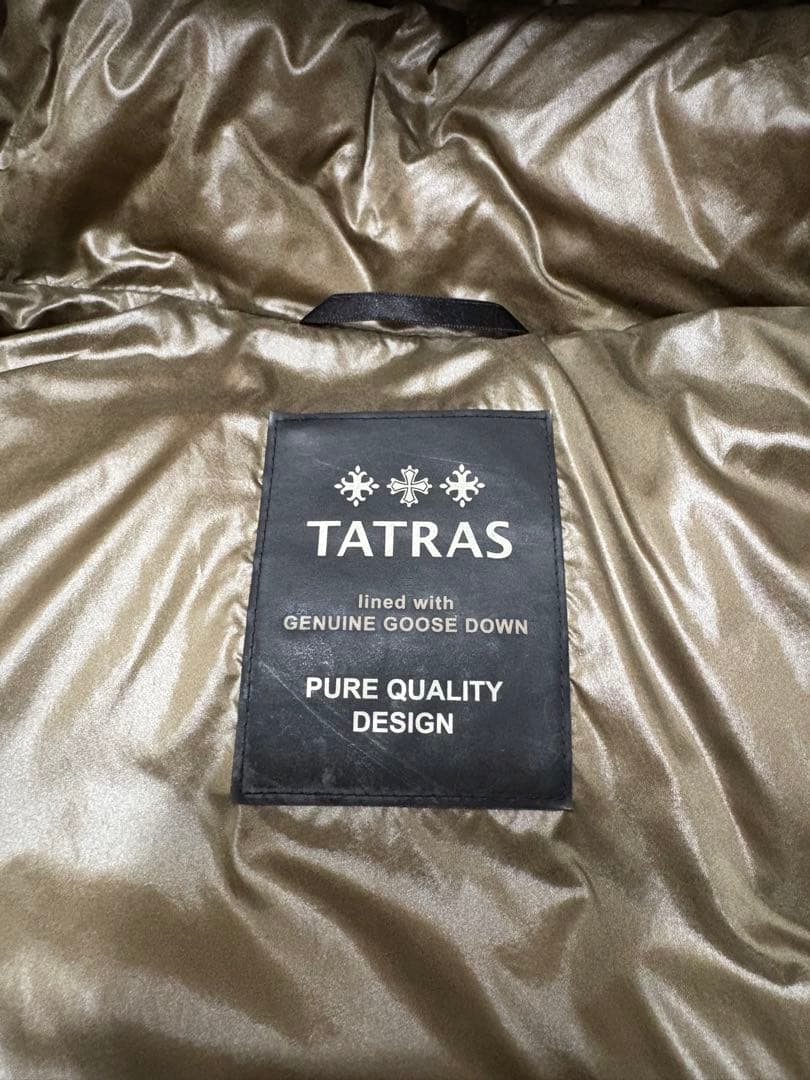 TATRAS
lined with
GENUINE GOOSE DOWN
PURE QUALITY
DESIGN